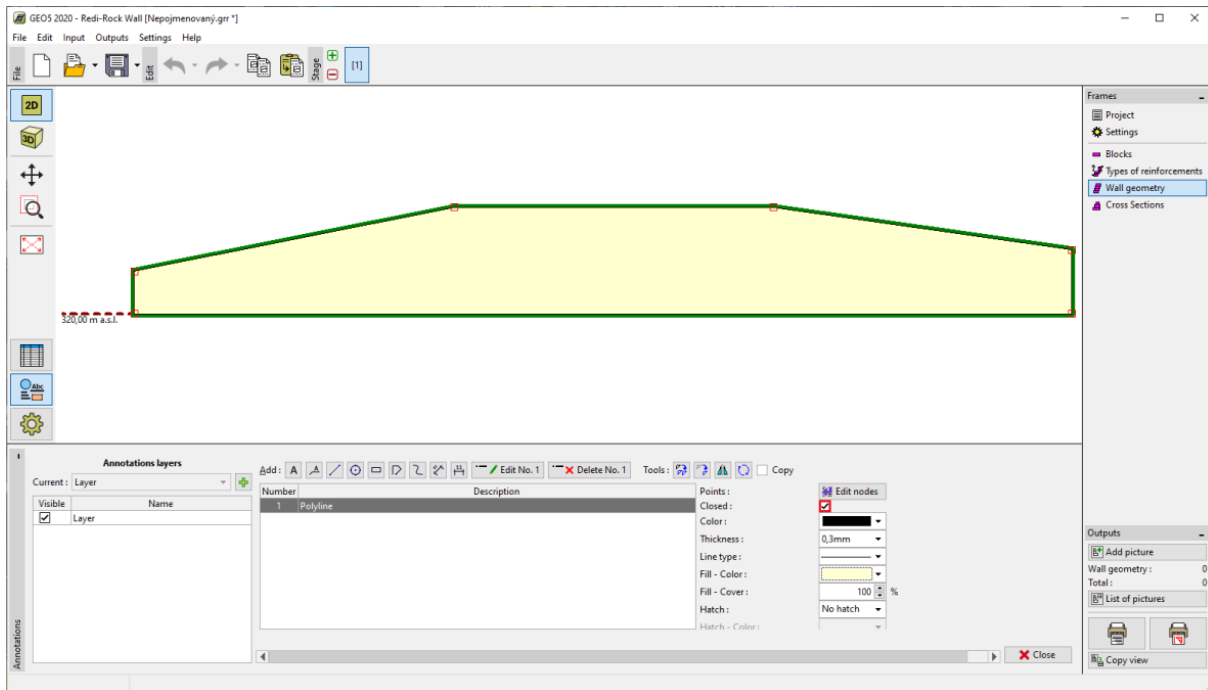 GEO5 2020 - Redi-Rock Wall [Nepojmenovaný.grr *]
File Edit Input Outputs Settings Help
File
Edit
Stage
[1]
2D
3D
320,00 m a.s.l.
Abc
Frames
Project
Settings
Blocks
Types of reinforcements
Wall geometry
Cross Sections
Annotations
Annotations layers
Current : Layer
Visible Name
Layer
Add : A Edit No. 1 Delete No. 1 Tools : Copy
Number Description
1 Polyline
Points : Edit nodes
Closed :
Color :
Thickness : 0,3mm
Line type :
Fill - Color :
Fill - Cover : 100 %
Hatch : No hatch
Hatch - Color :
Close
Outputs
Add picture
Wall geometry : 0
Total : 0
List of pictures
Copy view